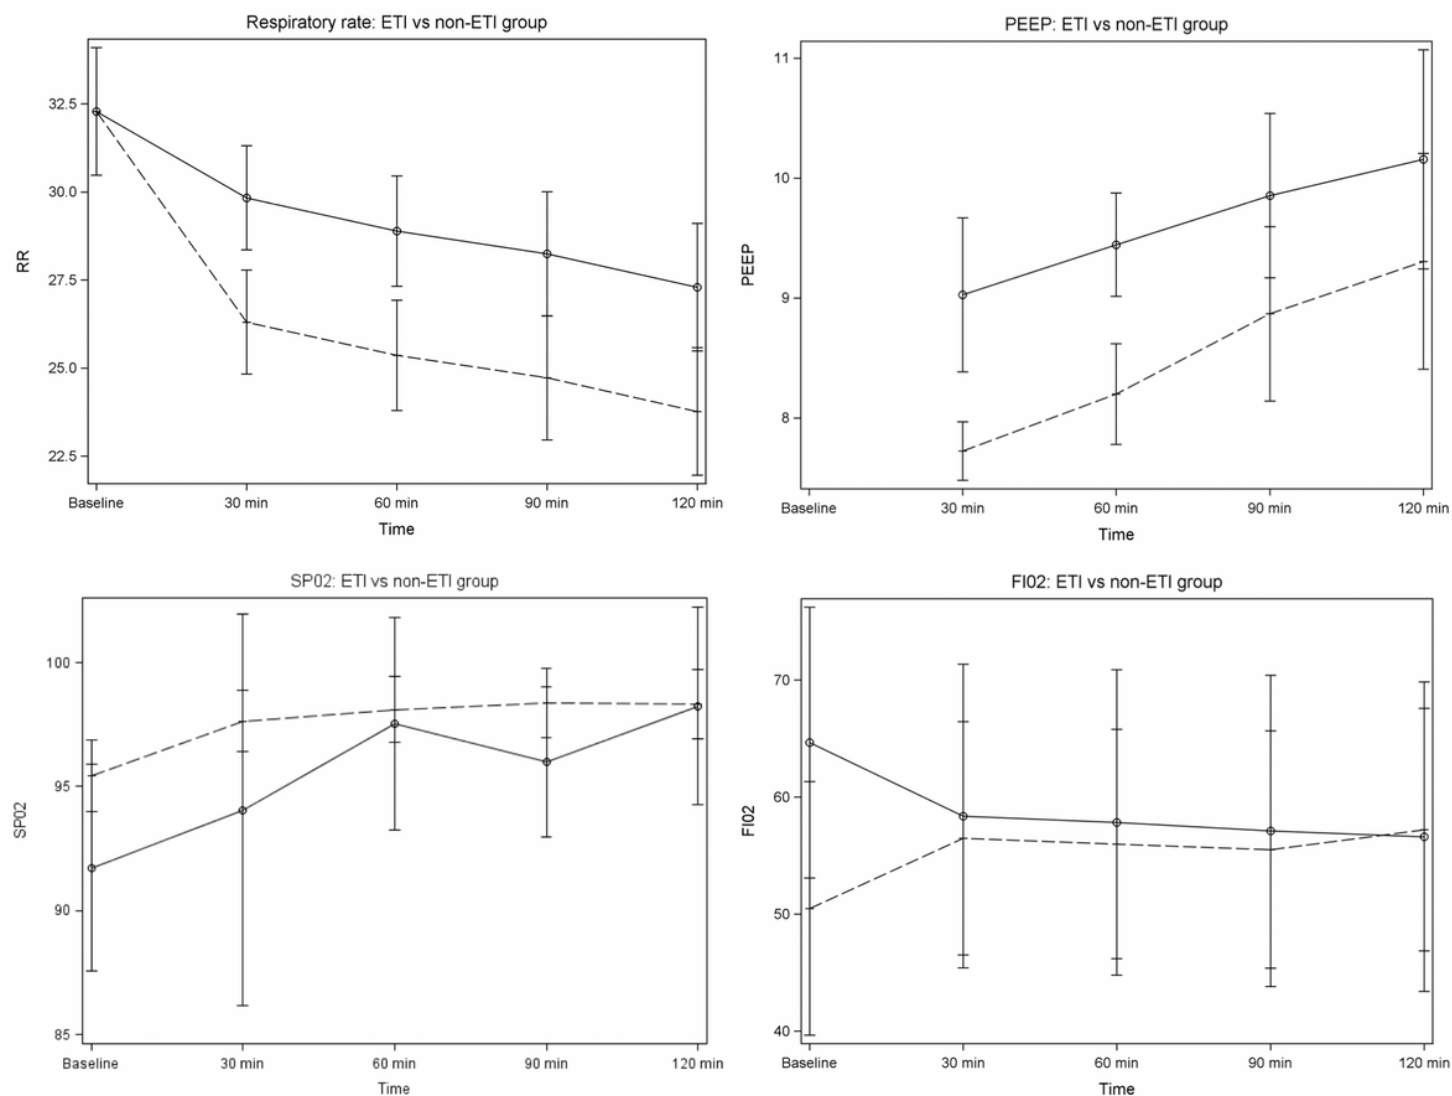 Respiratory rate: ETI vs non-ETI group
RR
32.5
30.0
27.5
25.0
22.5
Baseline 30 min 60 min 90 min 120 min
Time
PEEP: ETI vs non-ETI group
PEEP
11
10
9
8
Baseline 30 min 60 min 90 min 120 min
Time
SP02: ETI vs non-ETI group
SP02
100
95
90
85
Baseline 30 min 60 min 90 min 120 min
Time
FI02: ETI vs non-ETI group
FI02
70
60
50
40
Baseline 30 min 60 min 90 min 120 min
Time